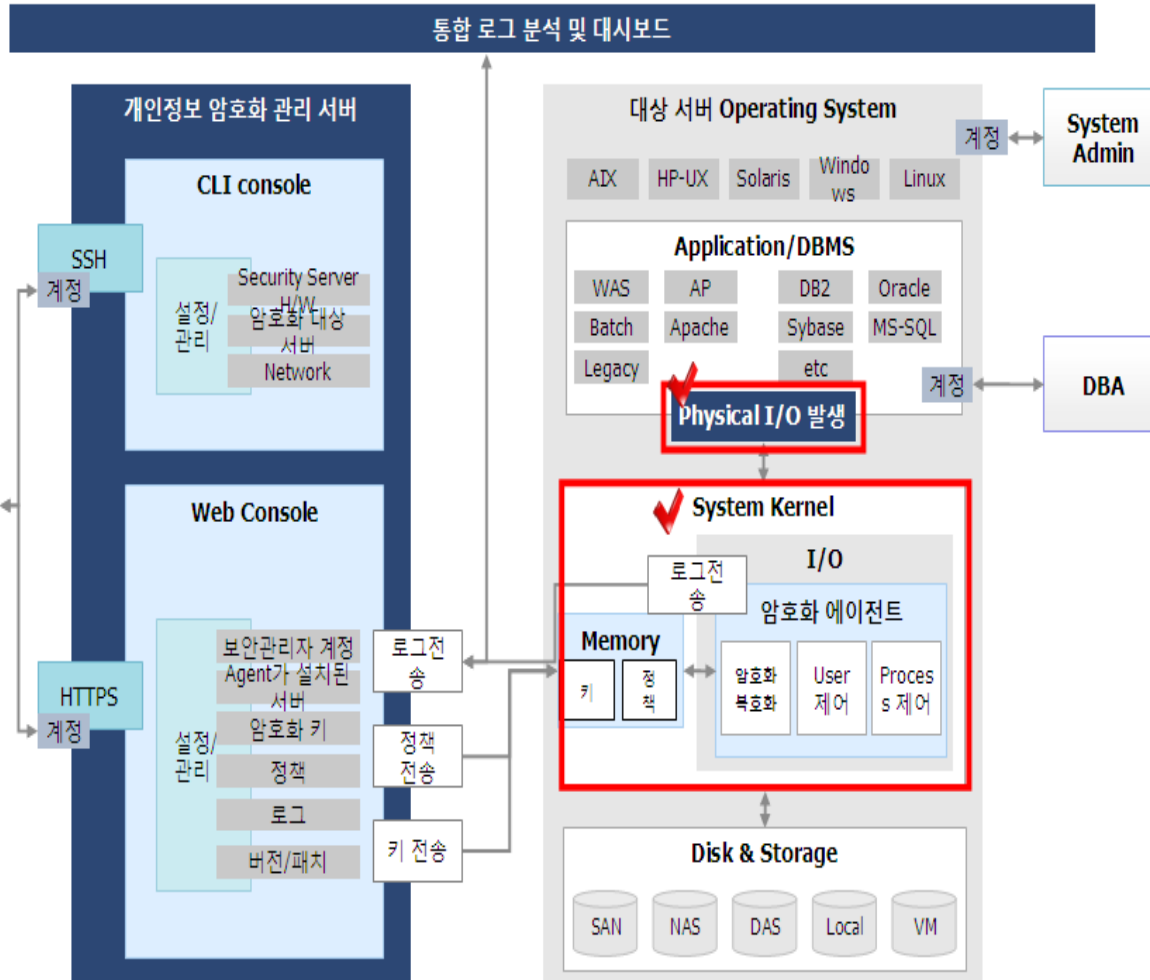 통합 로그 분석 및 대시보드
개인정보 암호화 관리 서버
CLI console
SSH
계정
설정/
관리
Security Server
H/W
암호화 대상
서버
Network
Web Console
HTTPS
계정
설정/
관리
보안관리자 계정
Agent가 설치된
서버
암호화 키
정책
로그
버전/패치
로그전
송
정책
전송
키 전송
대상 서버 Operating System
AIX
HP-UX
Solaris
Windo
ws
Linux
계정
System
Admin
Application/DBMS
WAS
AP
DB2
Oracle
Batch
Apache
Sybase
MS-SQL
Legacy
etc
계정
DBA
Physical I/O 발생
System Kernel
I/O
로그전
송
암호화 에이전트
Memory
키
정
책
암호화
복호화
User
제어
Proces
s 제어
Disk & Storage
SAN
NAS
DAS
Local
VM